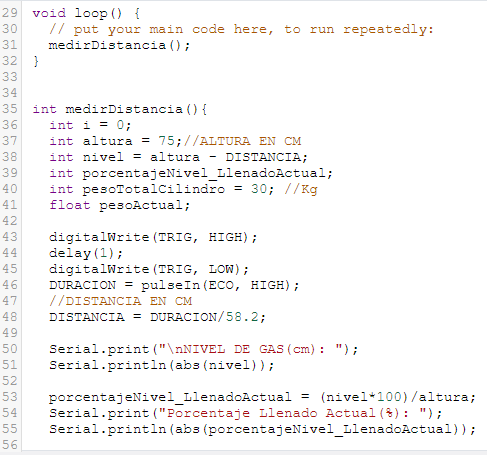 29 void loop() {
30   // put your main code here, to run repeatedly:
31   medirDistancia();
32 }
33
34
35 int medirDistancia(){
36   int i = 0;
37   int altura = 75;//ALTURA EN CM
38   int nivel = altura - DISTANCIA;
39   int porcentajeNivel_LlenadoActual;
40   int pesoTotalCilindro = 30; //Kg
41   float pesoActual;
42
43   digitalWrite(TRIG, HIGH);
44   delay(1);
45   digitalWrite(TRIG, LOW);
46   DURACION = pulseIn(ECO, HIGH);
47   //DISTANCIA EN CM
48   DISTANCIA = DURACION/58.2;
49
50   Serial.print("\nNIVEL DE GAS(cm): ");
51   Serial.println(abs(nivel));
52
53   porcentajeNivel_LlenadoActual = (nivel*100)/altura;
54   Serial.print("Porcentaje Llenado Actual(%): ");
55   Serial.println(abs(porcentajeNivel_LlenadoActual));
56